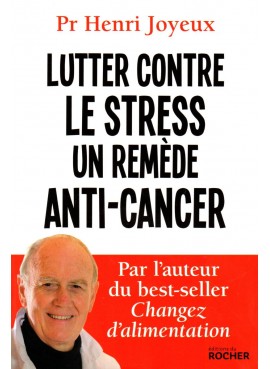 Pr Henri Joyeux
LUTTER CONTRE
LE STRESS
UN REMÈDE
ANTI-CANCER
Par l'auteur
du best-seller
Changez
d'alimentation
éditions du
ROCHER